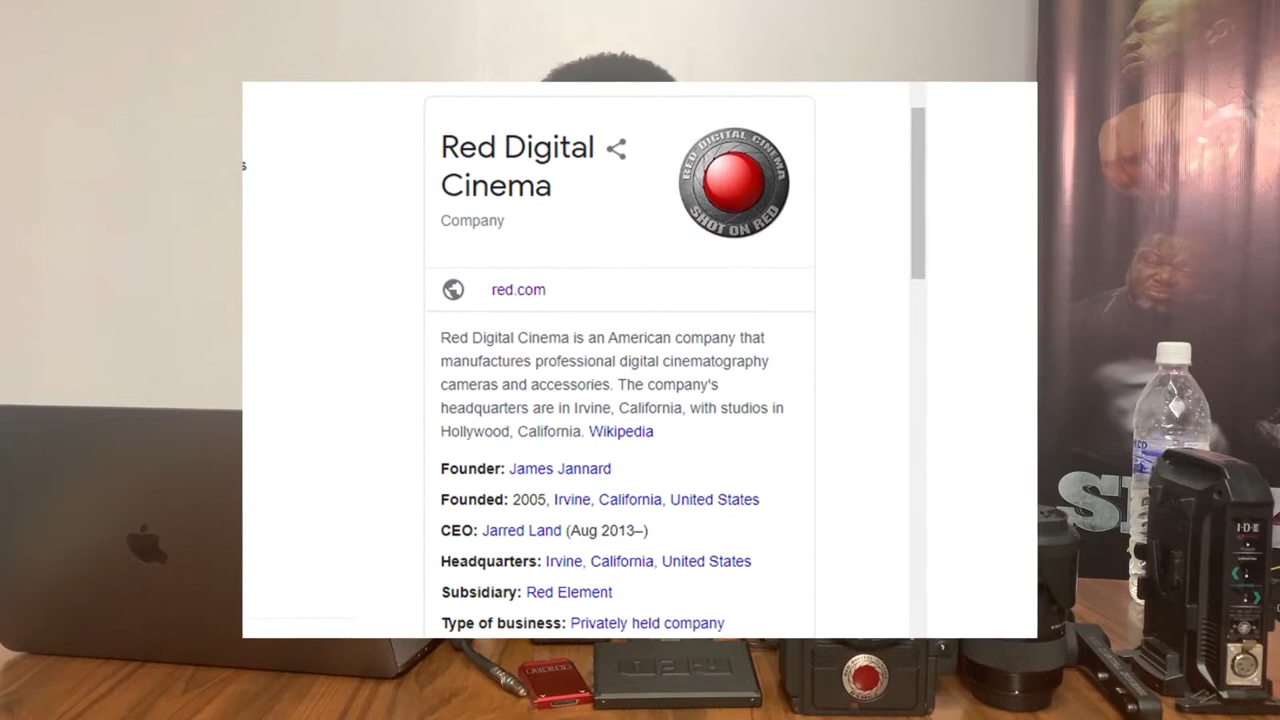 s
Red Digital
Cinema
Company
RED DIGITAL CINEMA
SHOT ON RED
red.com
Red Digital Cinema is an American company that
manufactures professional digital cinematography
cameras and accessories. The company's
headquarters are in Irvine, California, with studios in
Hollywood, California. Wikipedia
Founder: James Jannard
Founded: 2005, Irvine, California, United States
CEO: Jarred Land (Aug 2013–)
Headquarters: Irvine, California, United States
Subsidiary: Red Element
Type of business: Privately held company